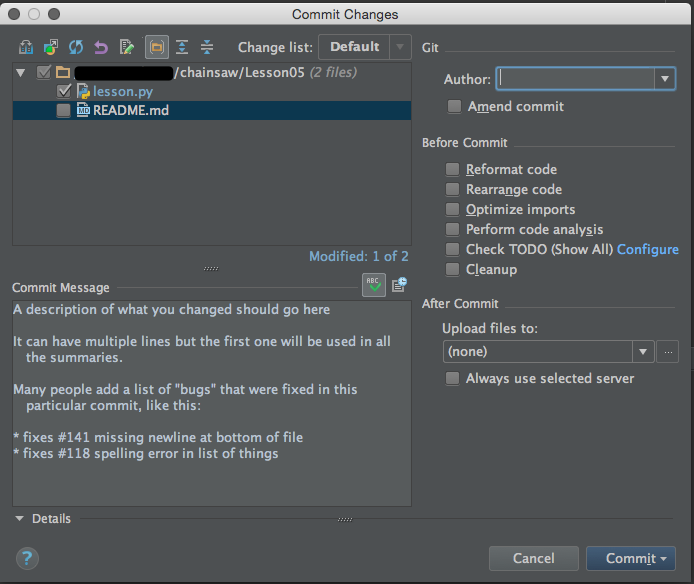 Commit Changes
Change list: Default
/chainsaw/Lesson05 (2 files)
lesson.py
MD README.md
Modified: 1 of 2
Commit Message
ABC
A description of what you changed should go here
It can have multiple lines but the first one will be used in all
the summaries.
Many people add a list of "bugs" that were fixed in this
particular commit, like this:
* fixes #141 missing newline at bottom of file
* fixes #118 spelling error in list of things
Git
Author:
Amend commit
Before Commit
Reformat code
Rearrange code
Optimize imports
Perform code analysis
Check TODO (Show All) Configure
Cleanup
After Commit
Upload files to:
(none) ...
Always use selected server
Details
?
Cancel
Commit